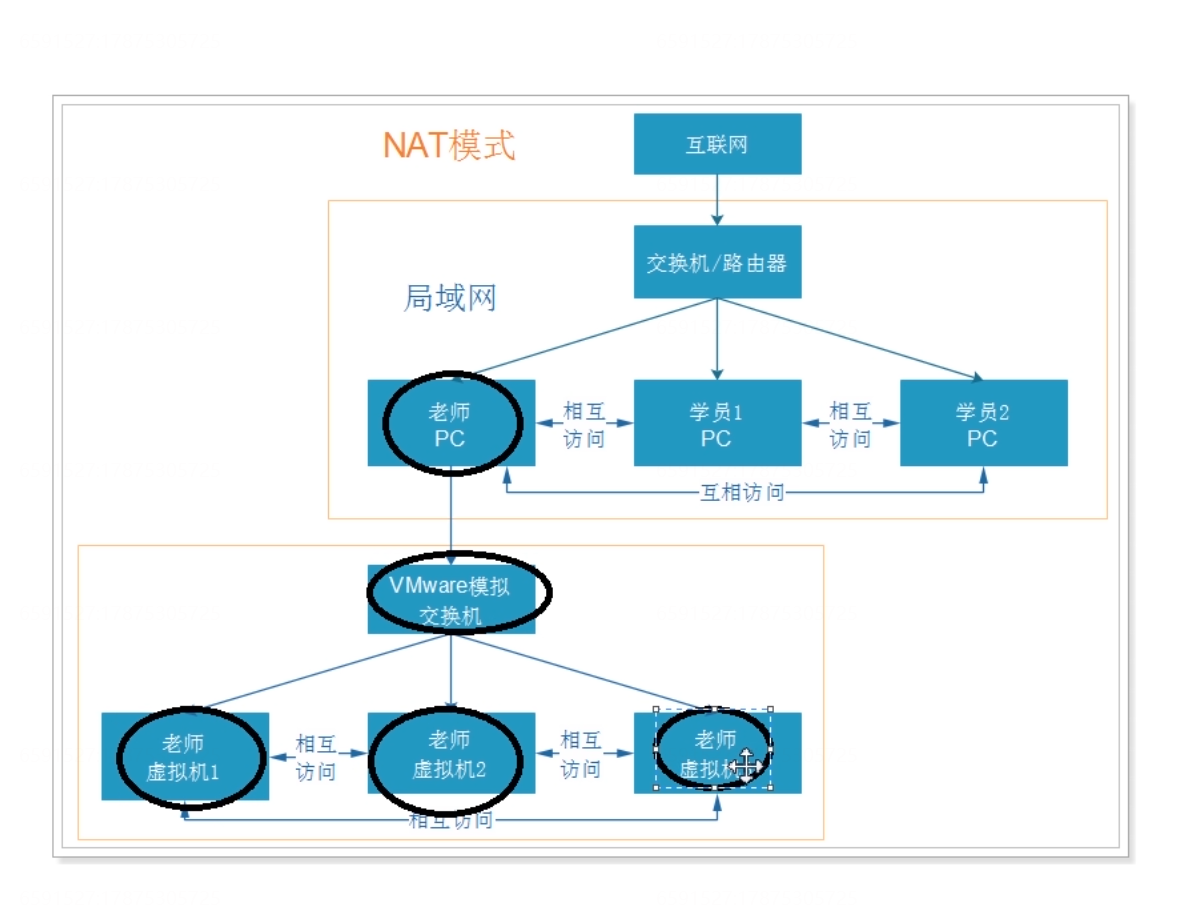 NAT模式
互联网
交换机/路由器
局域网
老师
PC
相互
访问
学员1
PC
相互
访问
学员2
PC
互相访问
VMware模拟
交换机
老师
虚拟机1
相互
访问
老师
虚拟机2
相互
访问
老师
虚拟机
相互访问